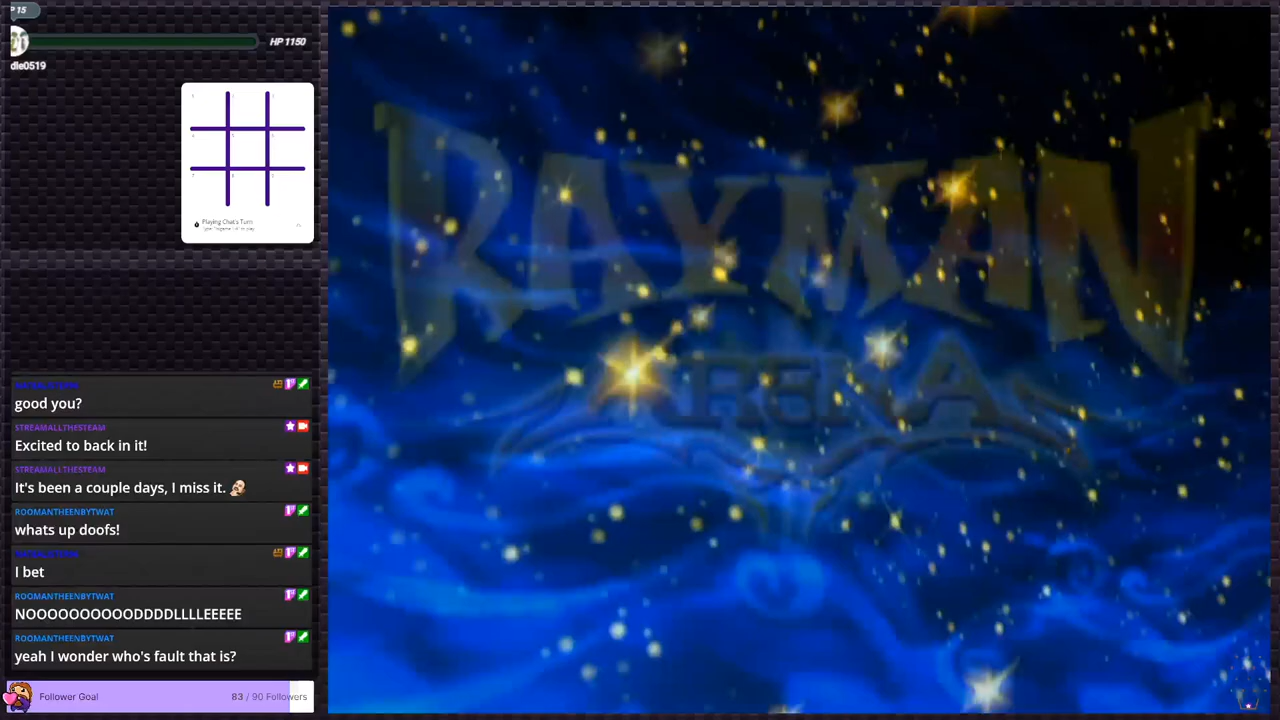 P 15
HP 1150
dle0519
Playing Chat's Turn
good you?
STREAMALLTHESTEAM
Excited to back in it!
STREAMALLTHESTEAM
It's been a couple days, I miss it.
ROOMANTHEENBYTWAT
whats up doofs!
I bet
ROOMANTHEENBYTWAT
NOOOOOOOOOODDDDLLLLEEEEE
ROOMANTHEENBYTWAT
yeah I wonder who's fault that is?
Follower Goal
83 / 90 Followers
RAYMAN
ARENA